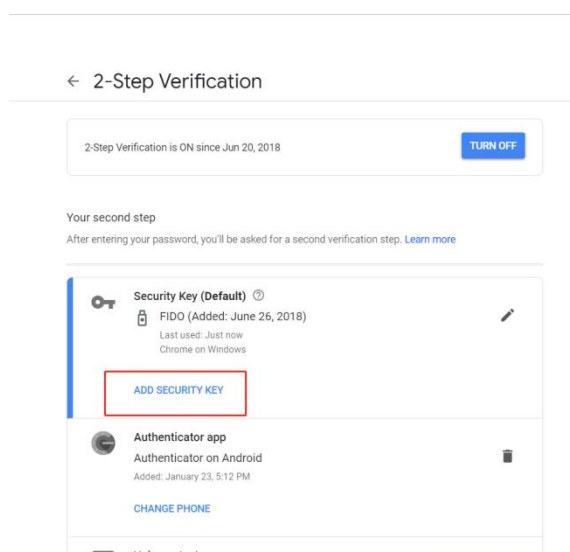 2-Step Verification
2-Step Verification is ON since Jun 20, 2018
TURN OFF
Your second step
After entering your password, you'll be asked for a second verification step. Learn more
Security Key (Default)
FIDO (Added: June 26, 2018)
Last used: Just now
Chrome on Windows
ADD SECURITY KEY
Authenticator app
Authenticator on Android
Added: January 23, 5:12 PM
CHANGE PHONE